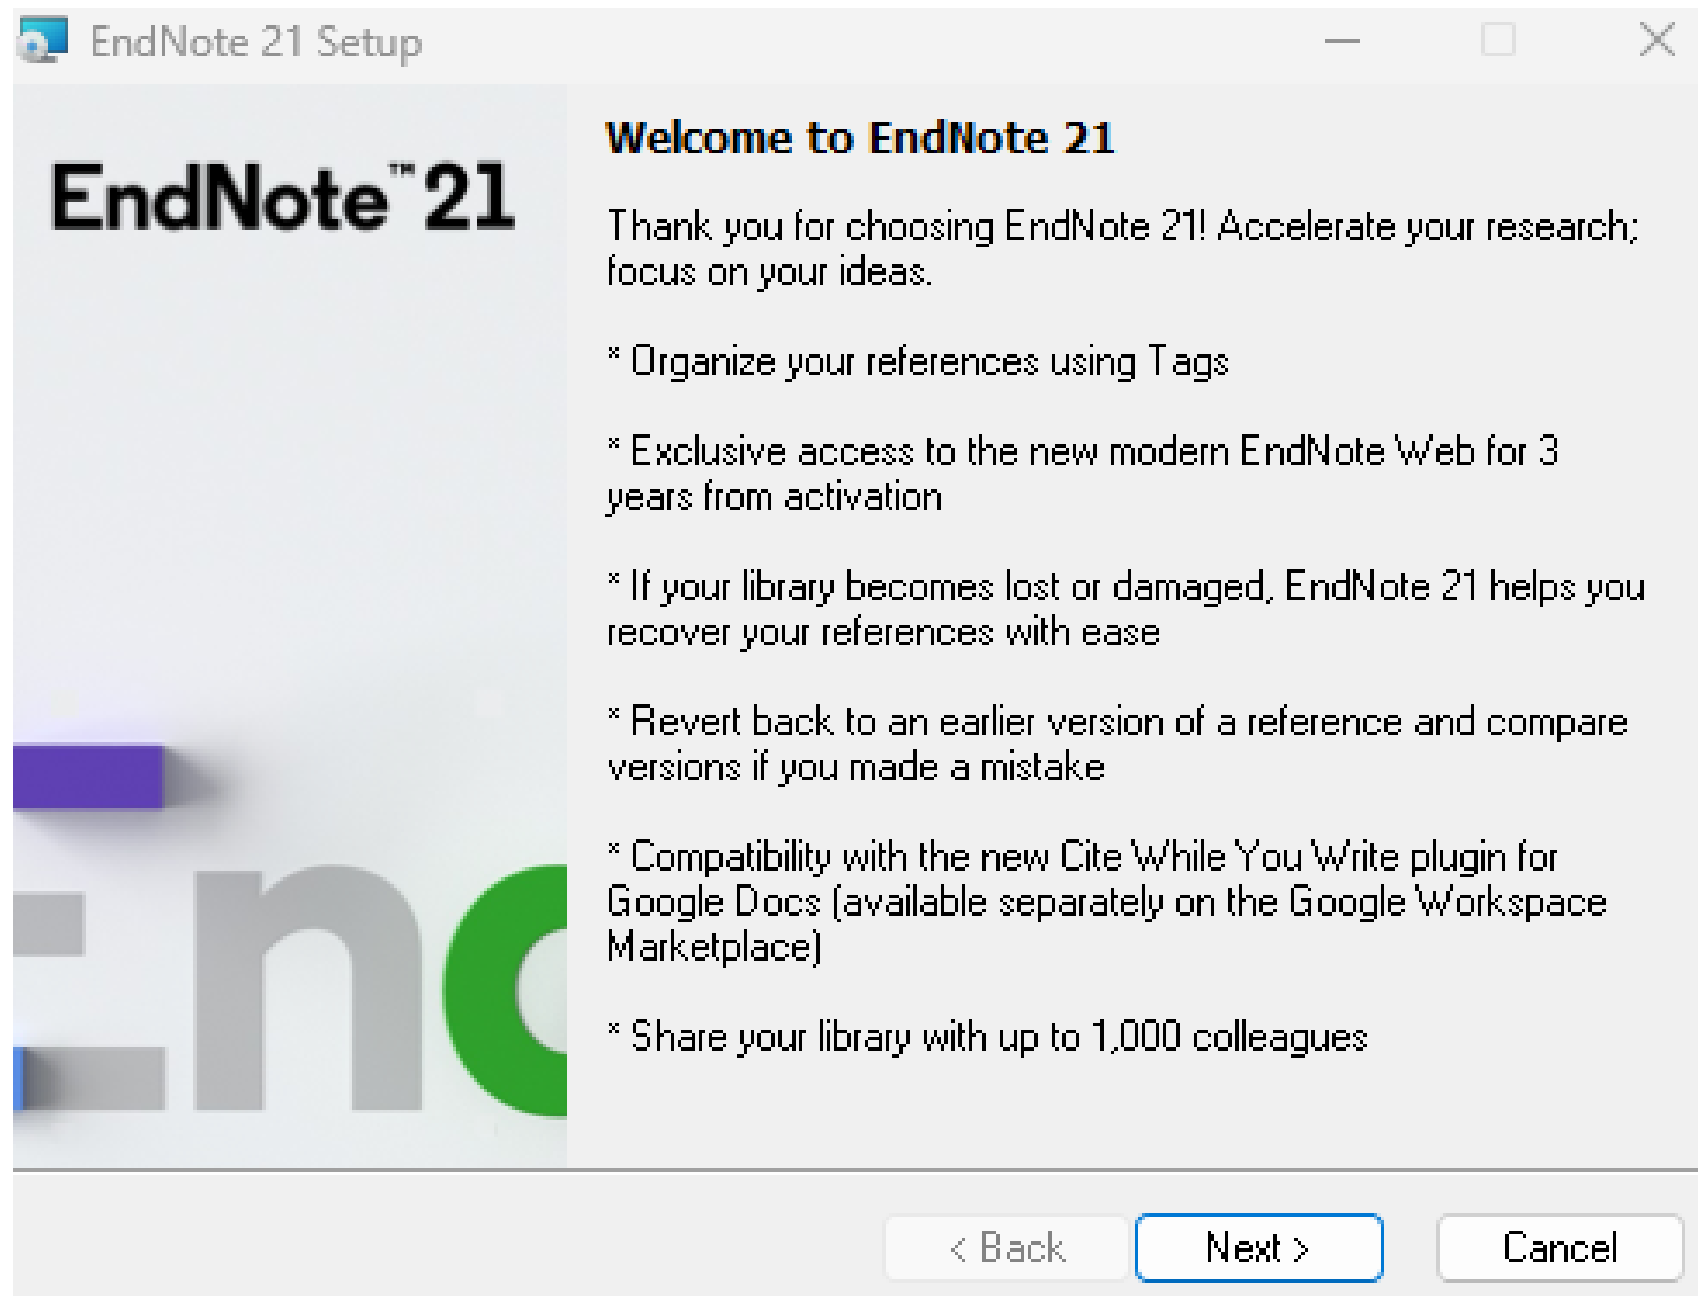 EndNote 21 Setup
EndNote™ 21
Welcome to EndNote 21
Thank you for choosing EndNote 21! Accelerate your research;
focus on your ideas.
* Organize your references using Tags
* Exclusive access to the new modern EndNote Web for 3
years from activation
* If your library becomes lost or damaged, EndNote 21 helps you
recover your references with ease
* Revert back to an earlier version of a reference and compare
versions if you made a mistake
* Compatibility with the new Cite While You Write plugin for
Google Docs (available separately on the Google Workspace
Marketplace)
* Share your library with up to 1,000 colleagues
En
< Back
Next >
Cancel